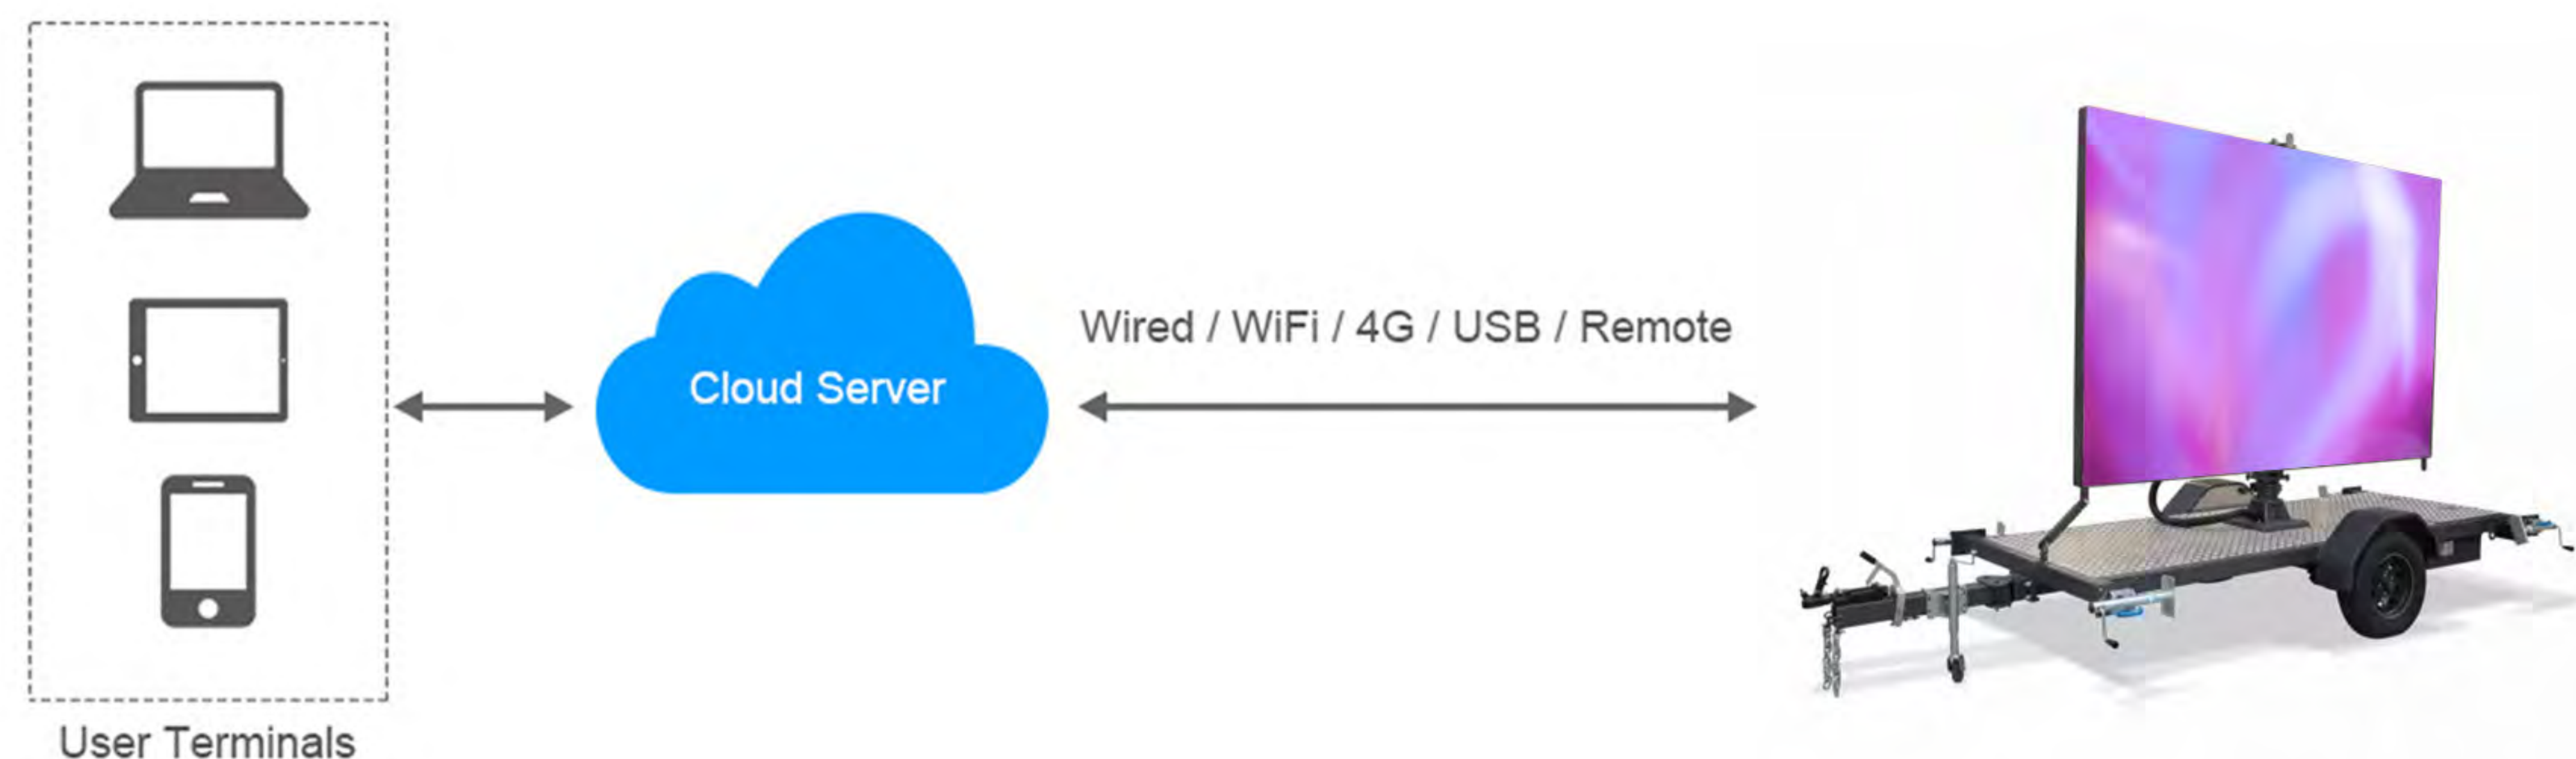 Wired / WiFi / 4G / USB / Remote
Cloud Server
User Terminals